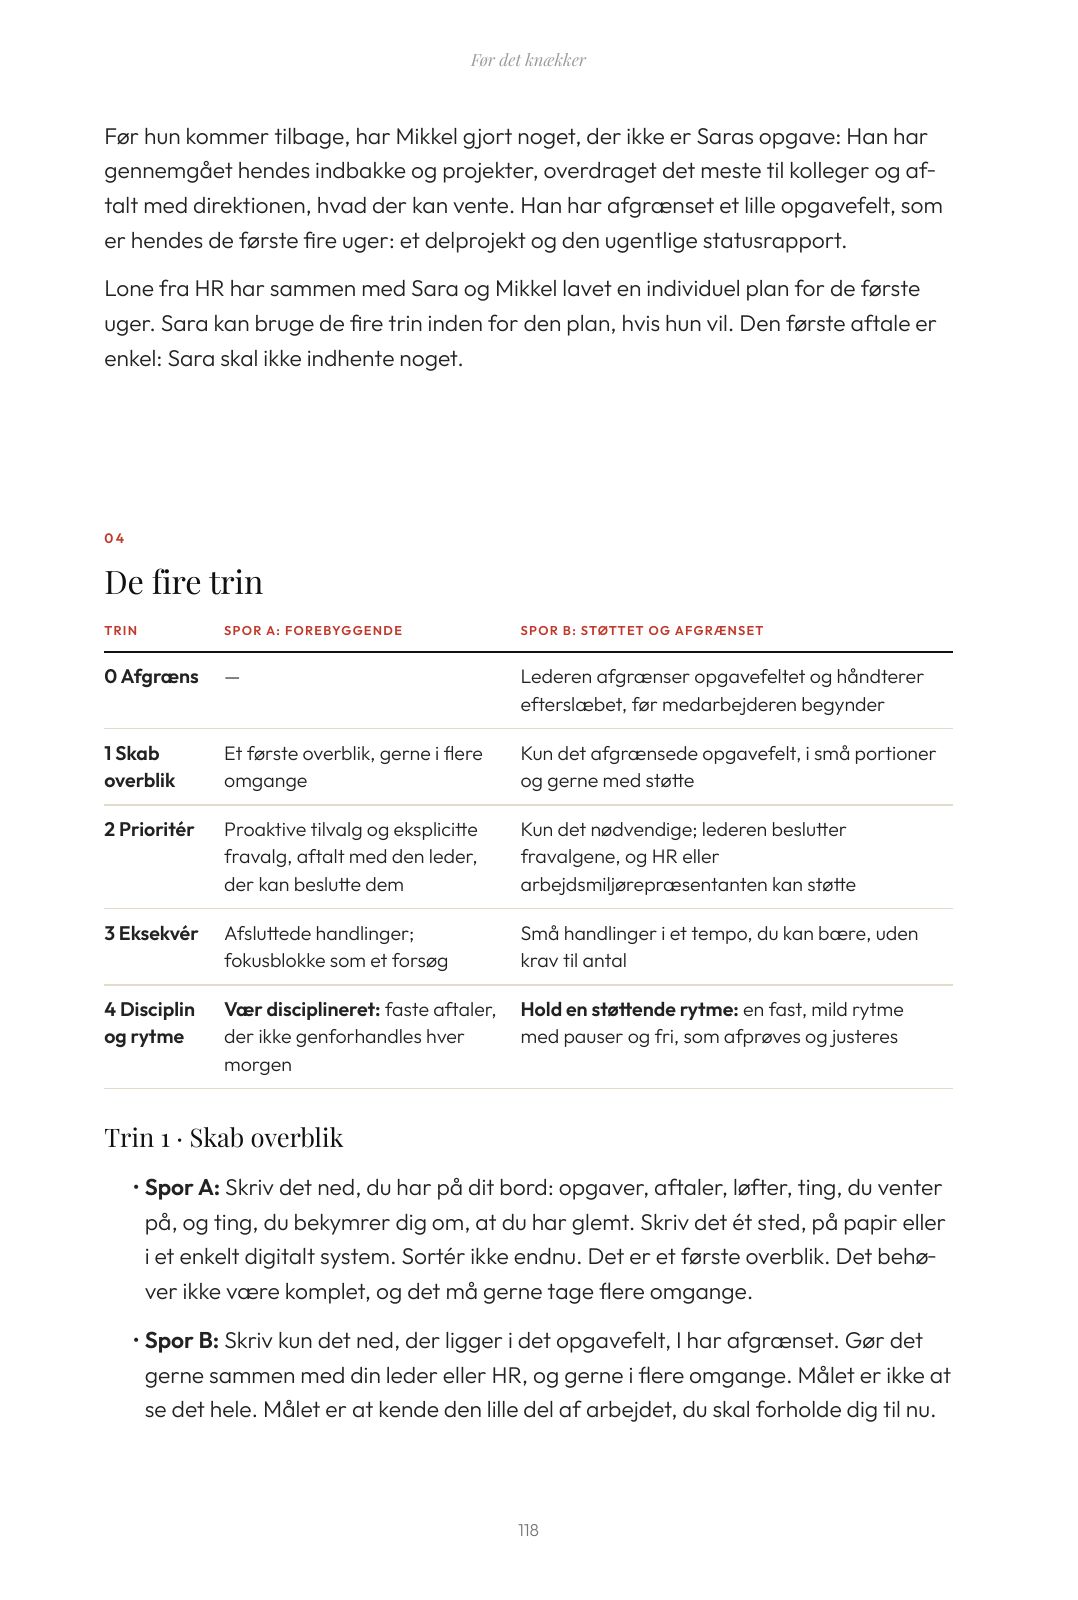 Før det knækker
Før hun kommer tilbage, har Mikkel gjort noget, der ikke er Saras opgave: Han har
gennemgået hendes indbakke og projekter, overdraget det meste til kolleger og af-
talt med direktionen, hvad der kan vente. Han har afgrænset et lille opgavefelt, som
er hendes de første fire uger: et delprojekt og den ugentlige statusrapport.
Lone fra HR har sammen med Sara og Mikkel lavet en individuel plan for de første
uger. Sara kan bruge de fire trin inden for den plan, hvis hun vil. Den første aftale er
enkel: Sara skal ikke indhente noget.
04
De fire trin
TRIN SPOR A: FOREBYGGENDE SPOR B: STØTTET OG AFGRÆNSET
0 Afgræns — Lederen afgrænser opgavefeltet og håndterer
efterslæbet, før medarbejderen begynder
1 Skab Et første overblik, gerne i flere Kun det afgrænsede opgavefelt, i små portioner
overblik omgange og gerne med støtte
2 Prioritér Proaktive tilvalg og eksplicitte Kun det nødvendige; lederen beslutter
fravalg, aftalt med den leder, fravalgene, og HR eller
der kan beslutte dem arbejdsmiljørepræsentanten kan støtte
3 Eksekvér Afsluttede handlinger; Små handlinger i et tempo, du kan bære, uden
fokusblokke som et forsøg krav til antal
4 Disciplin Vær disciplineret: faste aftaler, Hold en støttende rytme: en fast, mild rytme
og rytme der ikke genforhandles hver med pauser og fri, som afprøves og justeres
morgen
Trin 1 · Skab overblik
• Spor A: Skriv det ned, du har på dit bord: opgaver, aftaler, løfter, ting, du venter
på, og ting, du bekymrer dig om, at du har glemt. Skriv det ét sted, på papir eller
i et enkelt digitalt system. Sortér ikke endnu. Det er et første overblik. Det behø-
ver ikke være komplet, og det må gerne tage flere omgange.
• Spor B: Skriv kun det ned, der ligger i det opgavefelt, I har afgrænset. Gør det
gerne sammen med din leder eller HR, og gerne i flere omgange. Målet er ikke at
se det hele. Målet er at kende den lille del af arbejdet, du skal forholde dig til nu.
118